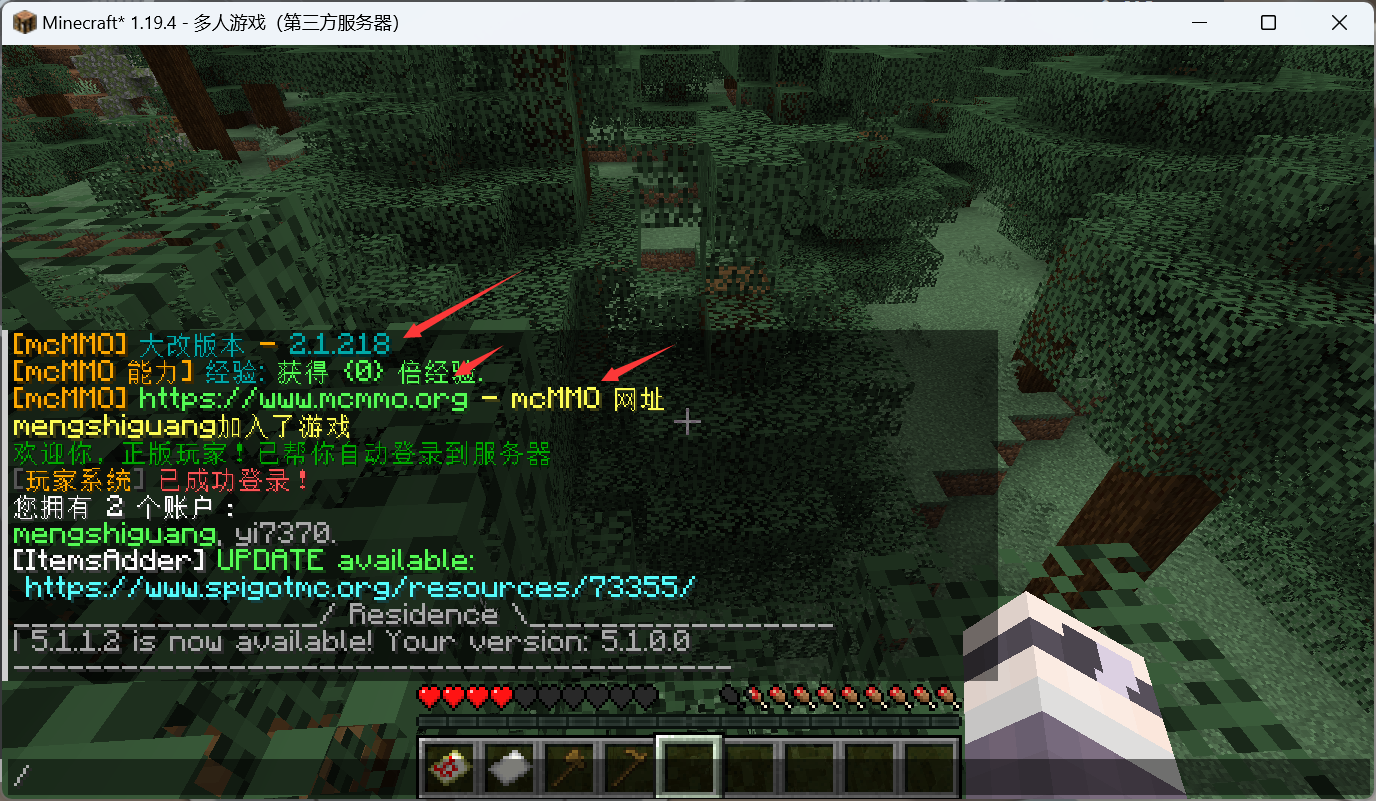 Minecraft* 1.19.4 - 多人游戏（第三方服务器）
[mcMMO] 大改版本 - 2.1.218
[mcMMO 能力] 经验: 获得 {0} 倍经验.
[mcMMO] https://www.mcmmo.org - mcMMO 网址
mengshiguang加入了游戏
欢迎你，正版玩家！已帮你自动登录到服务器
[玩家系统] 已成功登录！
您拥有 2 个账户：
mengshiguang, yi7370.
[ItemsAdder] UPDATE available:
https://www.spigotmc.org/resources/73355/
_________________/ Residence \_________________
| 5.1.1.2 is now available! Your version: 5.1.0.0
----------------------------------------
/